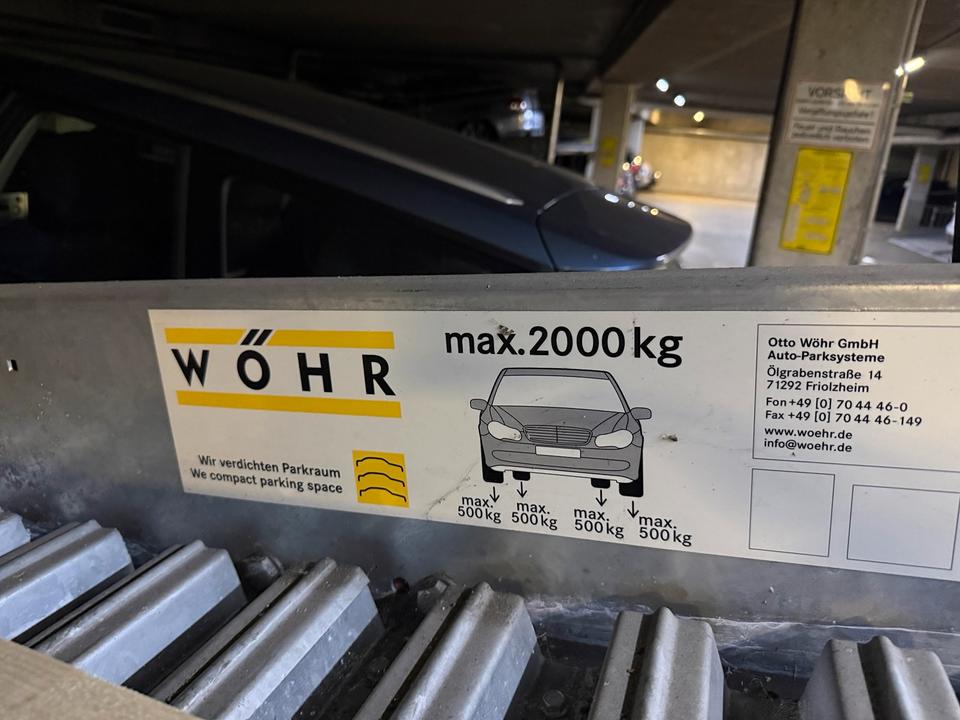 WÖHR
Wir verdichten Parkraum
We compact parking space
max. 2000 kg
max.
500 kg
max.
500 kg
max.
500 kg
max.
500 kg
Otto Wöhr GmbH
Auto-Parksysteme
Ölgrabenstraße 14
71292 Friolzheim
Fon +49 [0] 70 44 46-0
Fax +49 [0] 70 44 46-149
www.woehr.de
info@woehr.de
VORSICHT
Vergiftungsgefahr!